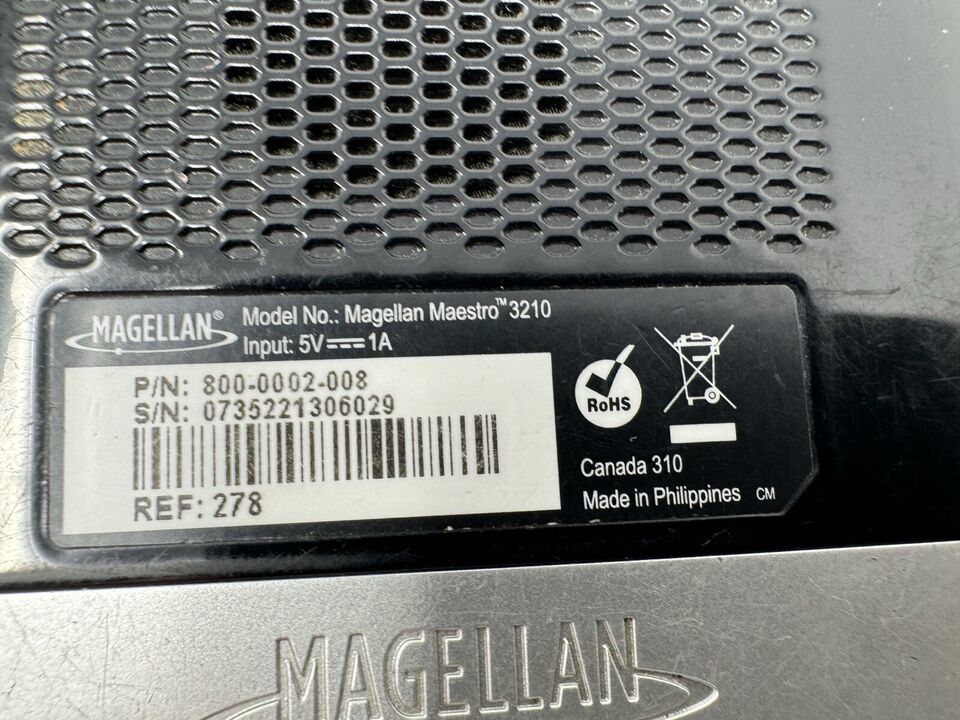 MAGELLAN®
Model No.: Magellan Maestro™ 3210
Input: 5V⎓1A
P/N: 800-0002-008
S/N: 0735221306029
REF: 278
RoHS
Canada 310
Made in Philippines CM
MAGELLAN